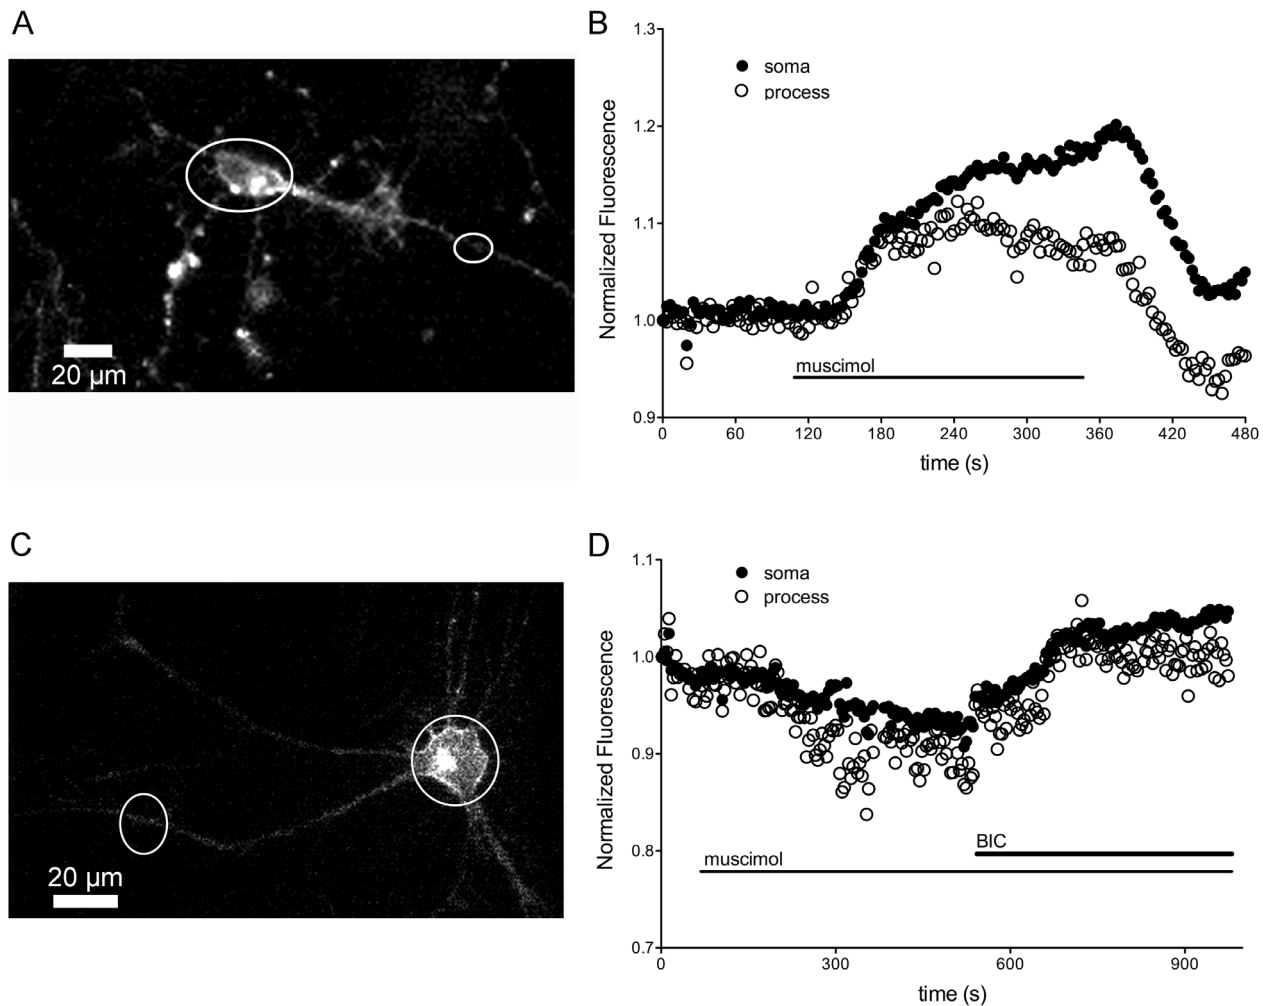 A
20 µm
B
1.3
1.2
1.1
1.0
0.9
Normalized Fluorescence
soma
process
muscimol
0 60 120 180 240 300 360 420 480
time (s)
C
20 µm
D
1.1
1.0
0.9
0.8
0.7
Normalized Fluorescence
soma
process
BIC
muscimol
0 300 600 900
time (s)